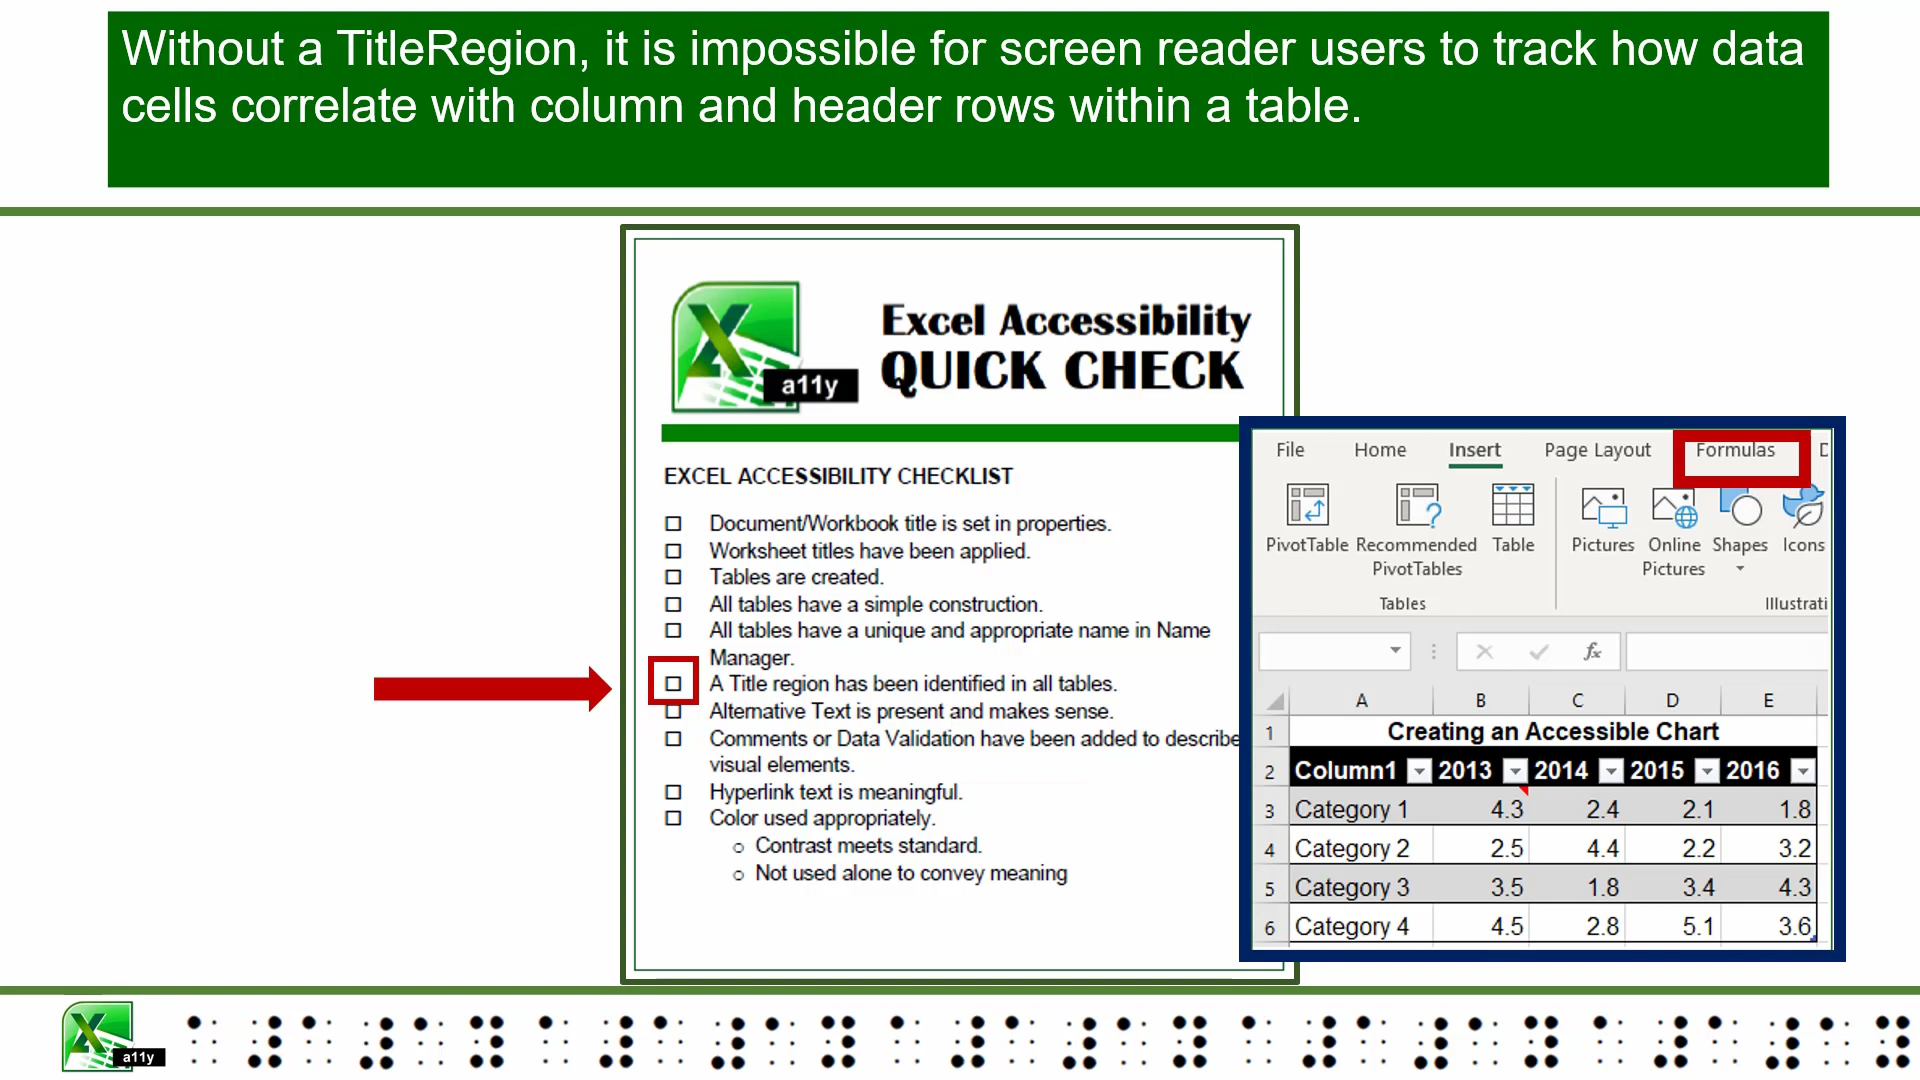 Without a TitleRegion, it is impossible for screen reader users to track how data
cells correlate with column and header rows within a table.
a11y
Excel Accessibility
QUICK CHECK
EXCEL ACCESSIBILITY CHECKLIST
Document/Workbook title is set in properties.
Worksheet titles have been applied.
Tables are created.
All tables have a simple construction.
All tables have a unique and appropriate name in Name
Manager.
A Title region has been identified in all tables.
Alternative Text is present and makes sense.
Comments or Data Validation have been added to describe
visual elements.
Hyperlink text is meaningful.
Color used appropriately.
Contrast meets standard.
Not used alone to convey meaning
File Home Insert Page Layout Formulas D
PivotTable Recommended Table Pictures Online Shapes Icons
PivotTables Pictures
Tables Illustrati
fx
A B C D E
1 Creating an Accessible Chart
2 Column1 2013 2014 2015 2016
3 Category 1 4.3 2.4 2.1 1.8
4 Category 2 2.5 4.4 2.2 3.2
5 Category 3 3.5 1.8 3.4 4.3
6 Category 4 4.5 2.8 5.1 3.6
a11y